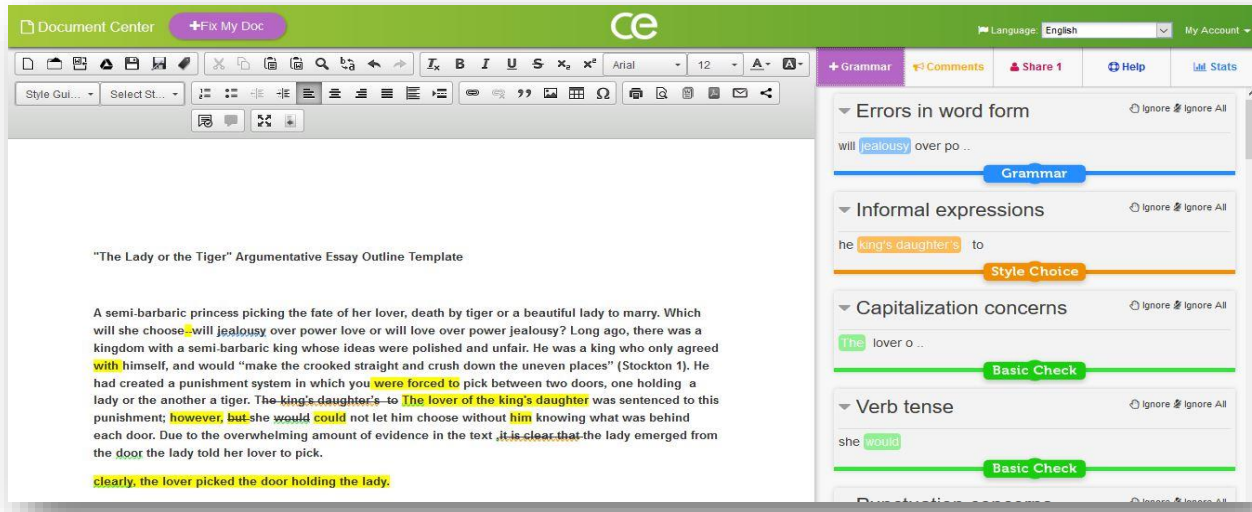 Document Center +Fix My Doc ce Language: English My Account
Arial 12
Style Gui... Select St...
+ Grammar Comments Share 1 Help Stats
"The Lady or the Tiger" Argumentative Essay Outline Template
A semi-barbaric princess picking the fate of her lover, death by tiger or a beautiful lady to marry. Which
will she choose--will jealousy over power love or will love over power jealousy? Long ago, there was a
kingdom with a semi-barbaric king whose ideas were polished and unfair. He was a king who only agreed
with himself, and would “make the crooked straight and crush down the uneven places” (Stockton 1). He
had created a punishment system in which you were forced to pick between two doors, one holding a
lady or the another a tiger. The king's daughter's to The lover of the king's daughter was sentenced to this
punishment; however, but she would could not let him choose without him knowing what was behind
each door. Due to the overwhelming amount of evidence in the text ,it is clear that the lady emerged from
the door the lady told her lover to pick.
clearly, the lover picked the door holding the lady.
Errors in word form Ignore Ignore All
will jealousy over po ..
Grammar
Informal expressions Ignore Ignore All
he king's daughter's to
Style Choice
Capitalization concerns Ignore Ignore All
The lover o ..
Basic Check
Verb tense Ignore Ignore All
she would
Basic Check